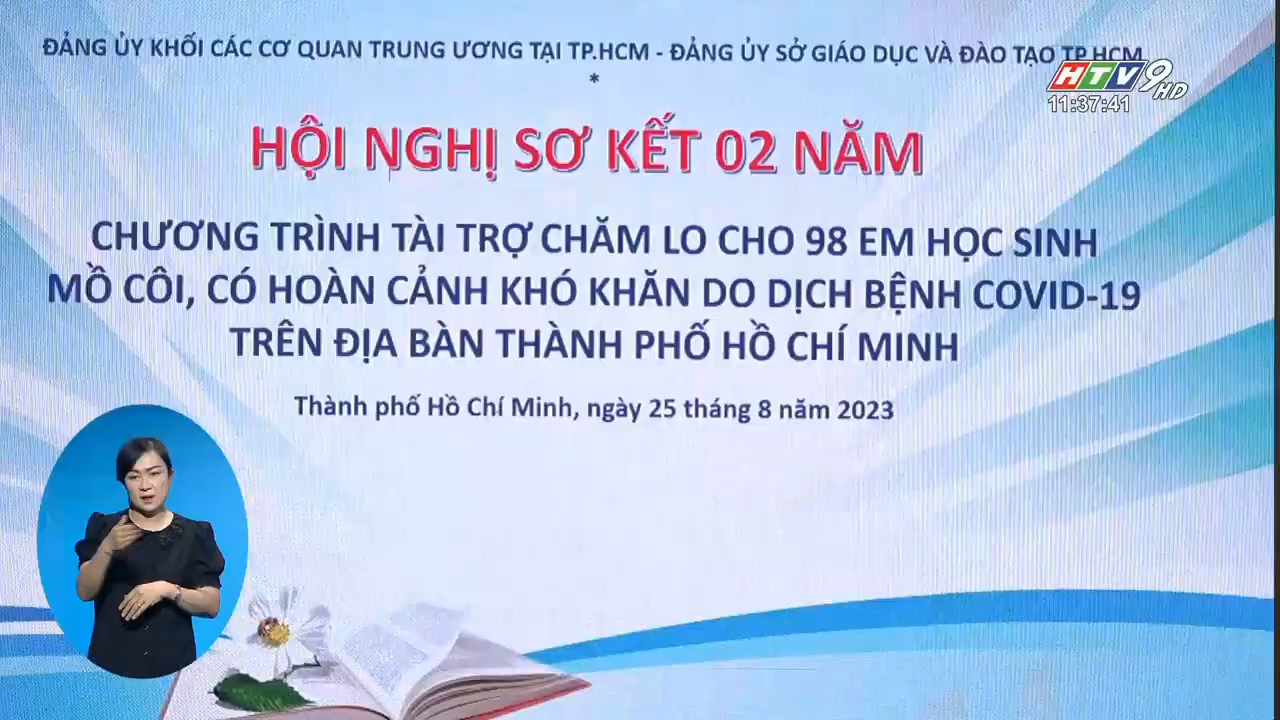 ĐẢNG ỦY KHỐI CÁC CƠ QUAN TRUNG ƯƠNG TẠI TP.HCM - ĐẢNG ỦY SỞ GIÁO DỤC VÀ ĐÀO TẠO TP.HCM
*
HTV9 HD
11:37:41
HỘI NGHỊ SƠ KẾT 02 NĂM
CHƯƠNG TRÌNH TÀI TRỢ CHĂM LO CHO 98 EM HỌC SINH
MỒ CÔI, CÓ HOÀN CẢNH KHÓ KHĂN DO DỊCH BỆNH COVID-19
TRÊN ĐỊA BÀN THÀNH PHỐ HỒ CHÍ MINH
Thành phố Hồ Chí Minh, ngày 25 tháng 8 năm 2023